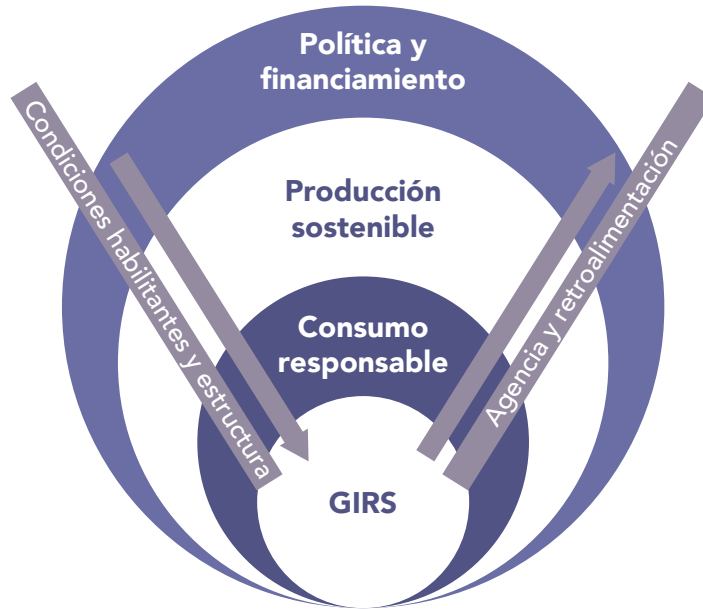 Política y
financiamiento
Condiciones habilitantes y estructura
Agencia y retroalimentación
Producción
sostenible
Consumo
responsable
GIRS